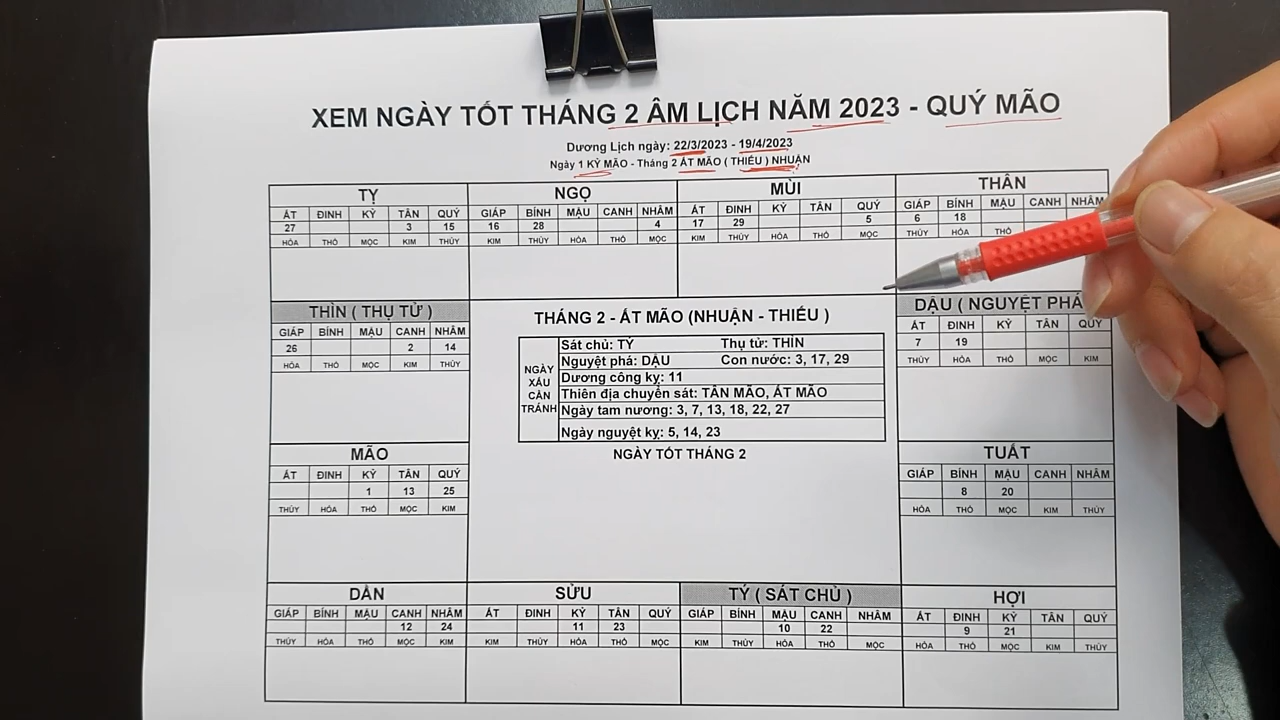 XEM NGÀY TỐT THÁNG 2 ÂM LỊCH NĂM 2023 - QUÝ MÃO
Dương Lịch ngày: 22/3/2023 - 19/4/2023
Ngày 1 KỶ MÃO - Tháng 2 ẤT MÃO ( THIẾU ) NHUẬN
TỴ
ẤT ĐINH KỶ TÂN QUÝ
27 3 15
HỎA THỔ MỘC KIM THỦY
NGỌ
GIÁP BÍNH MẬU CANH NHÂM
16 28 4
KIM THỦY HỎA THỔ MỘC
MÙI
ẤT ĐINH KỶ TÂN QUÝ
17 29 5
KIM THỦY HỎA THỔ MỘC
THÂN
GIÁP BÍNH MẬU CANH NHÂM
6 18
THỦY HỎA THỔ
THÌN ( THỤ TỬ )
GIÁP BÍNH MẬU CANH NHÂM
26 2 14
HỎA THỔ MỘC KIM THỦY
THÁNG 2 - ẤT MÃO (NHUẬN - THIẾU )
NGÀY XẤU CẦN TRÁNH
Sát chủ: TÝ Thụ tử: THÌN
Nguyệt phá: DẬU Con nước: 3, 17, 29
Dương công kỵ: 11
Thiên địa chuyển sát: TÂN MÃO, ẤT MÃO
Ngày tam nương: 3, 7, 13, 18, 22, 27
Ngày nguyệt kỵ: 5, 14, 23
NGÀY TỐT THÁNG 2
DẬU ( NGUYỆT PHÁ
ẤT ĐINH KỶ TÂN QUÝ
7 19
THỦY HỎA THỔ MỘC KIM
MÃO
ẤT ĐINH KỶ TÂN QUÝ
1 13 25
THỦY HỎA THỔ MỘC KIM
TUẤT
GIÁP BÍNH MẬU CANH NHÂM
8 20
HỎA THỔ MỘC KIM THỦY
DẦN
GIÁP BÍNH MẬU CANH NHÂM
12 24
THỦY HỎA THỔ MỘC KIM
SỬU
ẤT ĐINH KỶ TÂN QUÝ
11 23
KIM THỦY HỎA THỔ MỘC
TÝ ( SÁT CHỦ )
GIÁP BÍNH MẬU CANH NHÂM
10 22
KIM THỦY HỎA THỔ MỘC
HỢI
ẤT ĐINH KỶ TÂN QUÝ
9 21
HỎA THỔ MỘC KIM THỦY